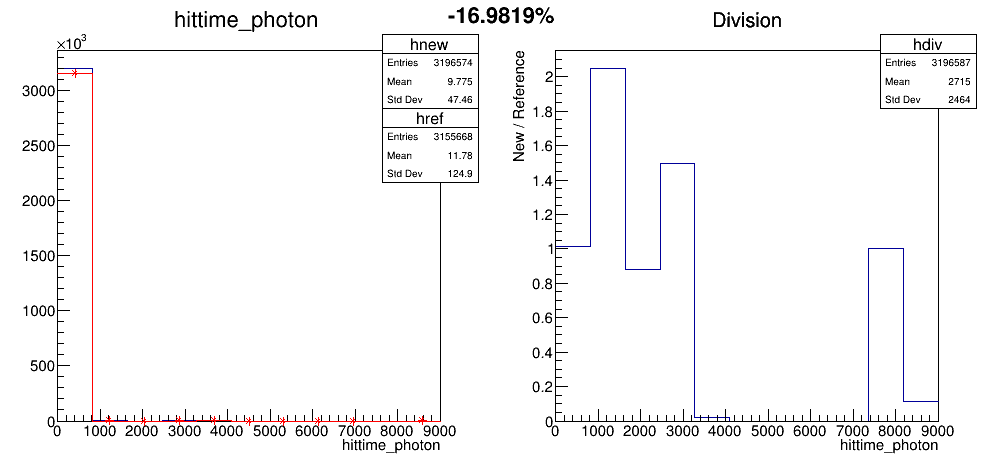 hittime_photon
-16.9819%
Division
×10³
hnew
Entries 3196574
Mean 9.775
Std Dev 47.46
href
Entries 3155668
Mean 11.78
Std Dev 124.9
3000
2500
2000
1500
1000
500
0
0 1000 2000 3000 4000 5000 6000 7000 8000 9000
hittime_photon
hdiv
Entries 3196587
Mean 2715
Std Dev 2464
New / Reference
2
1.8
1.6
1.4
1.2
1
0.8
0.6
0.4
0.2
0
0 1000 2000 3000 4000 5000 6000 7000 8000 9000
hittime_photon